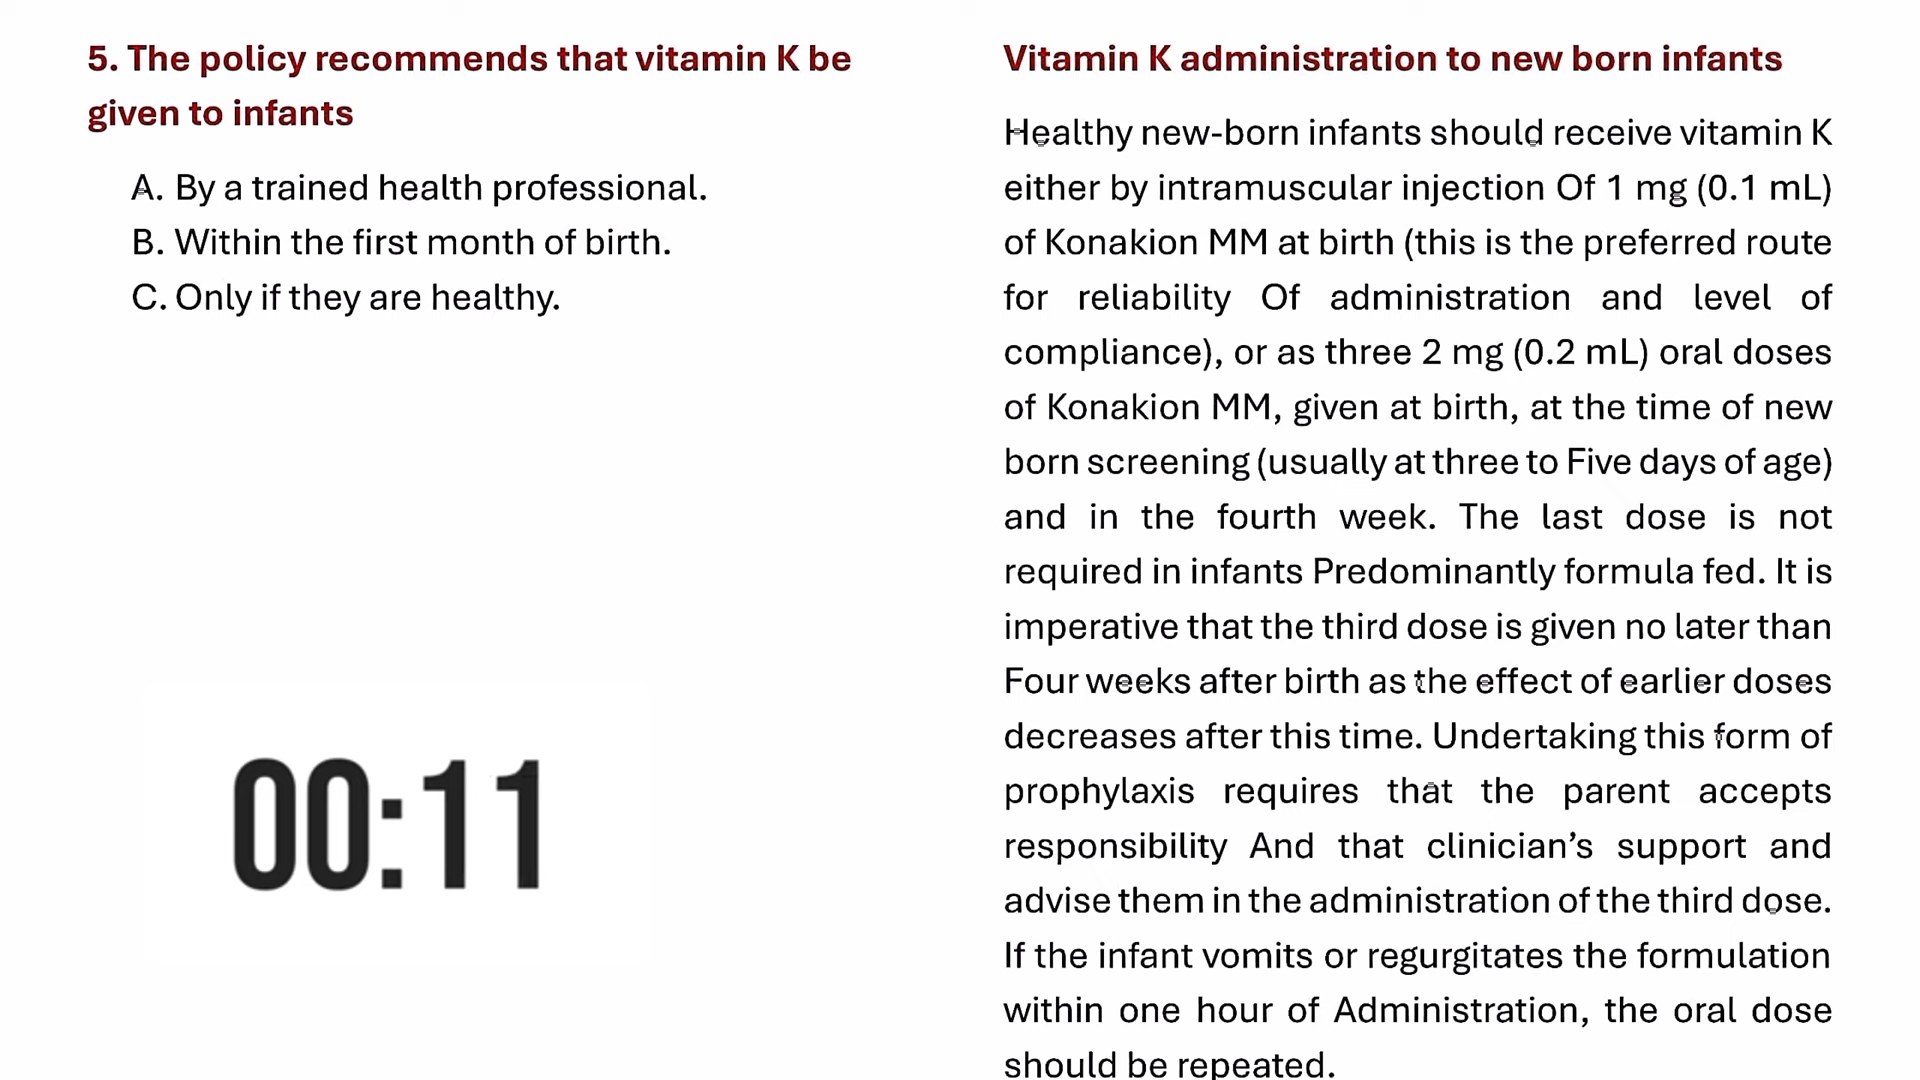 5. The policy recommends that vitamin K be
given to infants
A. By a trained health professional.
B. Within the first month of birth.
C. Only if they are healthy.
00:11
Vitamin K administration to new born infants
Healthy new-born infants should receive vitamin K
either by intramuscular injection Of 1 mg (0.1 mL)
of Konakion MM at birth (this is the preferred route
for reliability Of administration and level of
compliance), or as three 2 mg (0.2 mL) oral doses
of Konakion MM, given at birth, at the time of new
born screening (usually at three to Five days of age)
and in the fourth week. The last dose is not
required in infants Predominantly formula fed. It is
imperative that the third dose is given no later than
Four weeks after birth as the effect of earlier doses
decreases after this time. Undertaking this form of
prophylaxis requires that the parent accepts
responsibility And that clinician’s support and
advise them in the administration of the third dose.
If the infant vomits or regurgitates the formulation
within one hour of Administration, the oral dose
should be repeated.